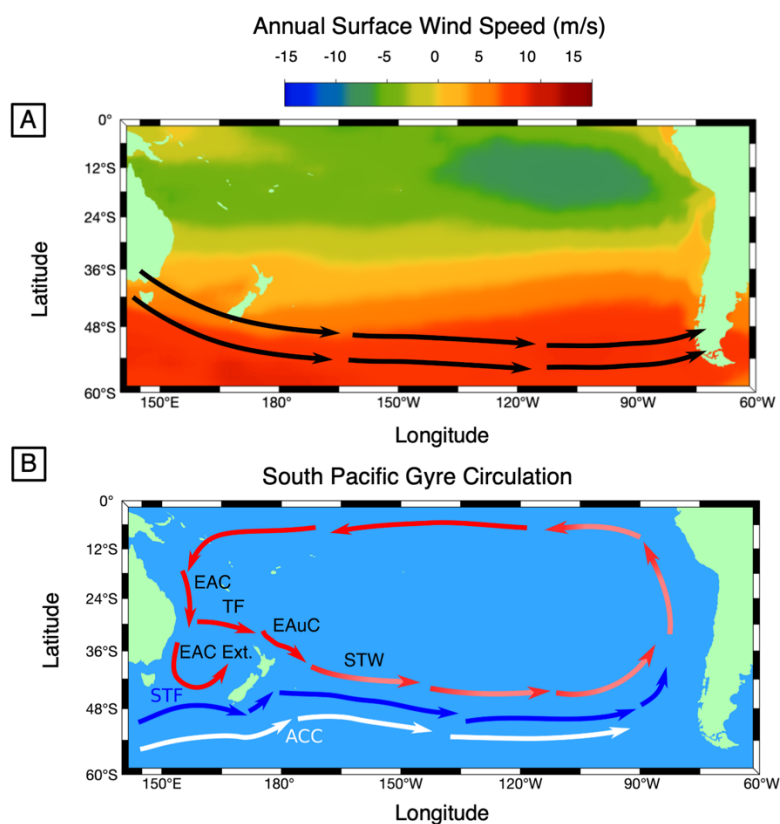 Annual Surface Wind Speed (m/s)
-15 -10 -5 0 5 10 15
A
0°
12°S
24°S
36°S
48°S
60°S
Latitude
150°E 180° 150°W 120°W 90°W 60°W
Longitude
B
South Pacific Gyre Circulation
0°
12°S
24°S
36°S
48°S
60°S
Latitude
EAC
TF
EAuC
EAC Ext.
STW
STF
ACC
150°E 180° 150°W 120°W 90°W 60°W
Longitude